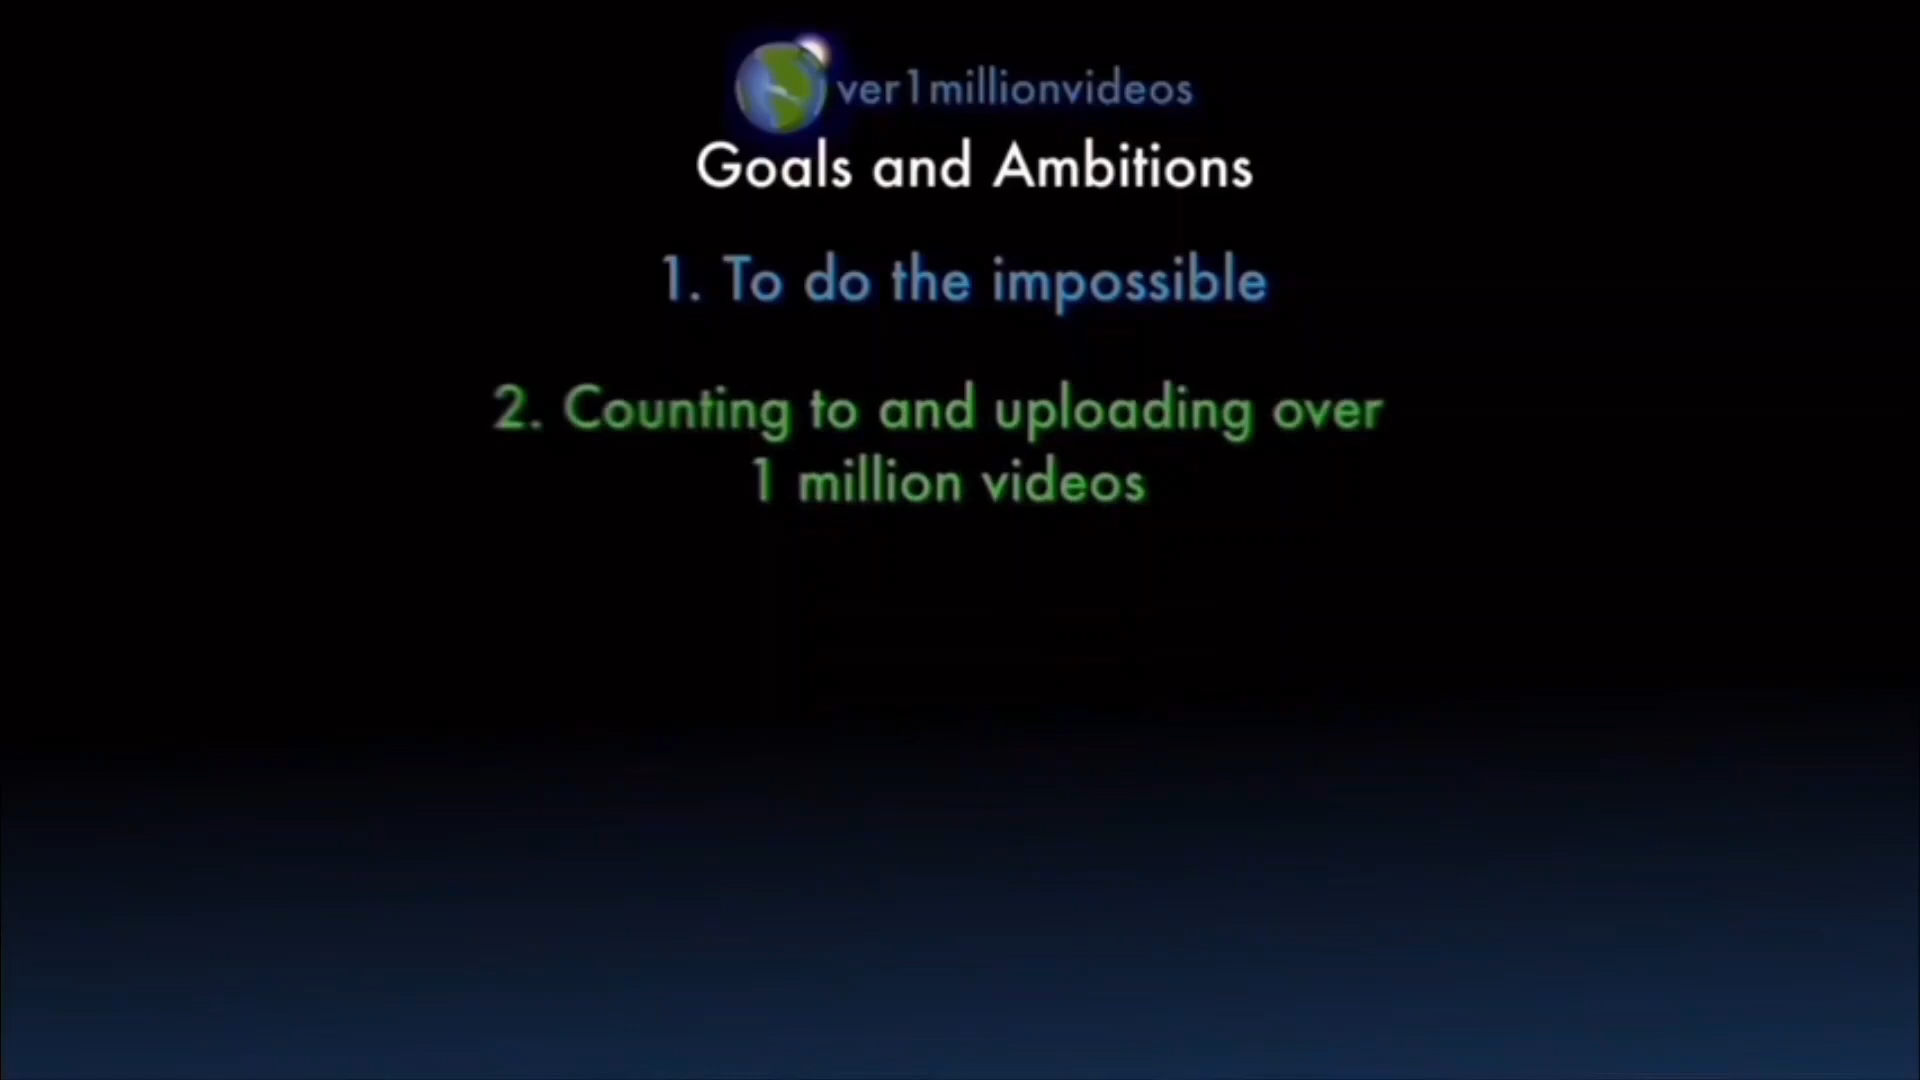 ver1millionvideos
Goals and Ambitions
1. To do the impossible
2. Counting to and uploading over
1 million videos